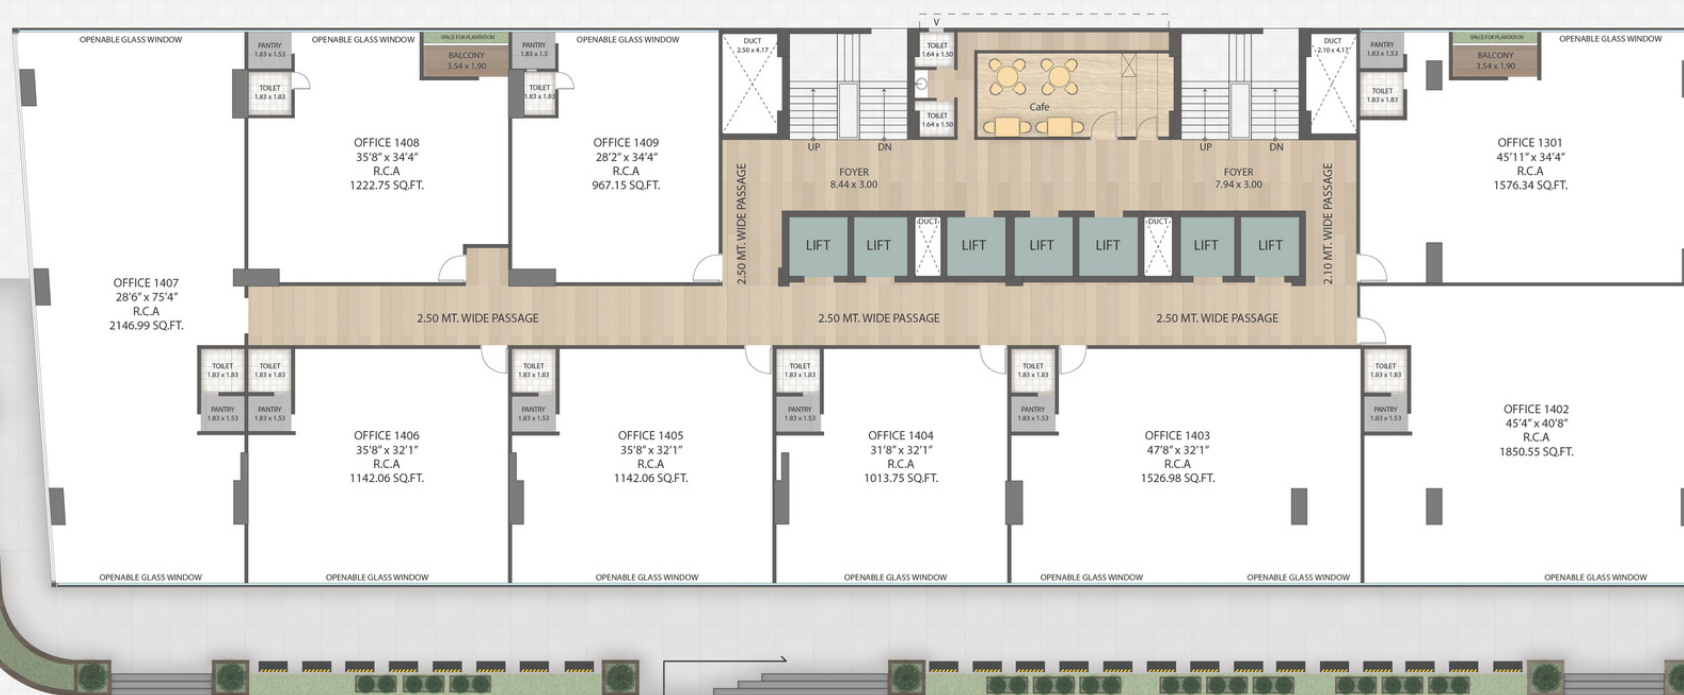 V
OPENABLE GLASS WINDOW
PANTRY
1.83 x 1.53
OPENABLE GLASS WINDOW
SPACE FOR PLANTATION
BALCONY
3.54 x 1.90
PANTRY
1.83 x 1.5
OPENABLE GLASS WINDOW
DUCT
2.50 x 4.17
TOILET
1.64 x 1.50
DUCT
2.10 x 4.17
PANTRY
1.83 x 1.53
SPACE FOR PLANTATION
BALCONY
3.54 x 1.90
OPENABLE GLASS WINDOW
TOILET
1.83 x 1.83
TOILET
1.83 x 1.83
Cafe
TOILET
1.64 x 1.50
TOILET
1.83 x 1.83
UP
DN
UP
DN
OFFICE 1408
35'8" x 34'4"
R.C.A
1222.75 SQ.FT.
OFFICE 1409
28'2" x 34'4"
R.C.A
967.15 SQ.FT.
2.50 MT. WIDE PASSAGE
FOYER
8.44 x 3.00
FOYER
7.94 x 3.00
2.10 MT. WIDE PASSAGE
OFFICE 1301
45'11" x 34'4"
R.C.A
1576.34 SQ.FT.
LIFT
LIFT
DUCT
LIFT
LIFT
LIFT
DUCT
LIFT
LIFT
OFFICE 1407
28'6" x 75'4"
R.C.A
2146.99 SQ.FT.
2.50 MT. WIDE PASSAGE
2.50 MT. WIDE PASSAGE
2.50 MT. WIDE PASSAGE
TOILET
1.83 x 1.83
TOILET
1.83 x 1.83
TOILET
1.83 x 1.83
TOILET
1.83 x 1.83
TOILET
1.83 x 1.83
TOILET
1.83 x 1.83
PANTRY
1.83 x 1.53
PANTRY
1.83 x 1.53
PANTRY
1.83 x 1.53
PANTRY
1.83 x 1.53
PANTRY
1.83 x 1.53
PANTRY
1.83 x 1.53
OFFICE 1406
35'8" x 32'1"
R.C.A
1142.06 SQ.FT.
OFFICE 1405
35'8" x 32'1"
R.C.A
1142.06 SQ.FT.
OFFICE 1404
31'8" x 32'1"
R.C.A
1013.75 SQ.FT.
OFFICE 1403
47'8" x 32'1"
R.C.A
1526.98 SQ.FT.
OFFICE 1402
45'4" x 40'8"
R.C.A
1850.55 SQ.FT.
OPENABLE GLASS WINDOW
OPENABLE GLASS WINDOW
OPENABLE GLASS WINDOW
OPENABLE GLASS WINDOW
OPENABLE GLASS WINDOW
OPENABLE GLASS WINDOW
OPENABLE GLASS WINDOW